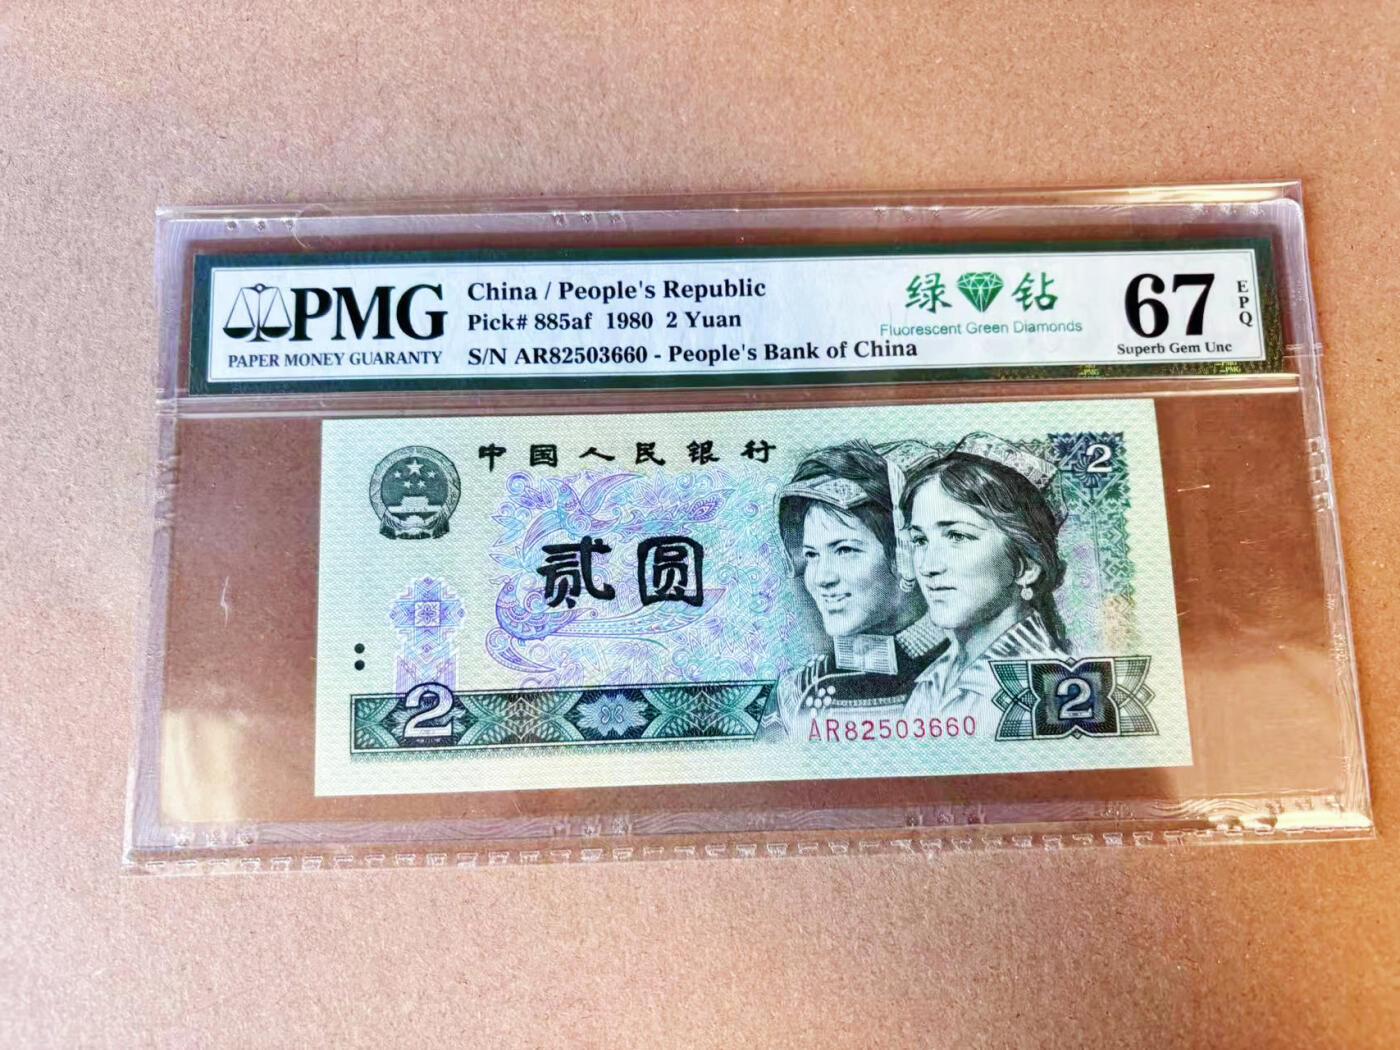 PMG
PAPER MONEY GUARANTY
China / People's Republic
Pick# 885af 1980 2 Yuan
S/N AR82503660 - People's Bank of China
绿 钻
Fluorescent Green Diamonds
67
EPQ
Superb Gem Unc
中国人民银行
2
贰圆
2
AR82503660
2